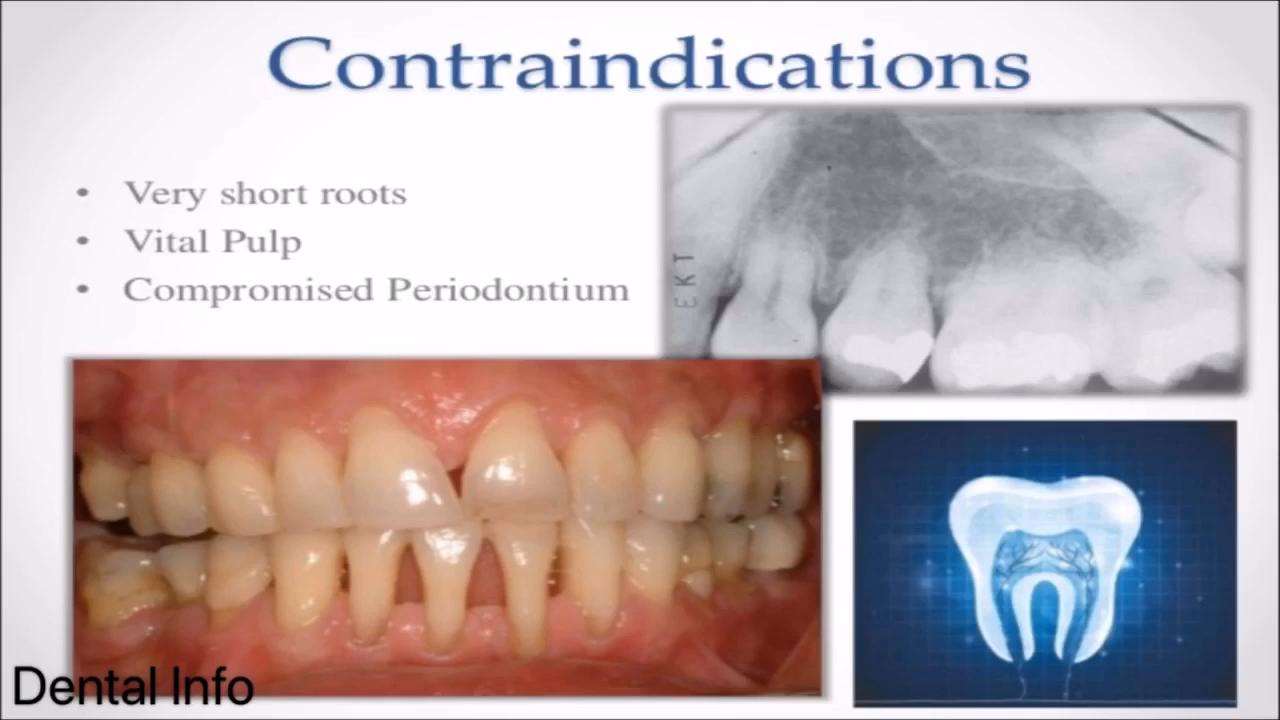 Contraindications
• Very short roots
• Vital Pulp
• Compromised Periodontium
EKT
Dental Info